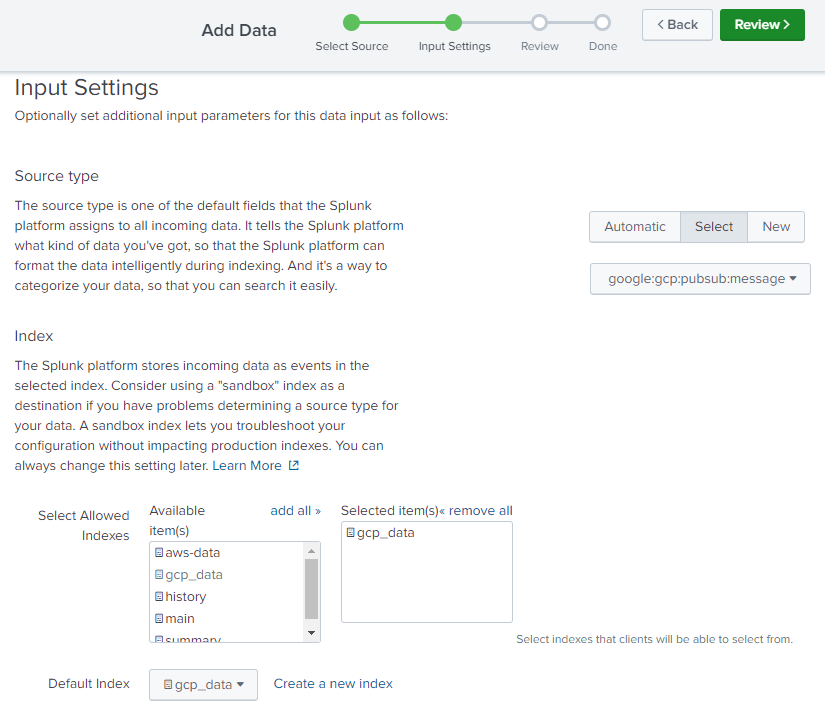 Add Data
Select Source
Input Settings
Review
Done
< Back
Review >
Input Settings
Optionally set additional input parameters for this data input as follows:
Source type
The source type is one of the default fields that the Splunk
platform assigns to all incoming data. It tells the Splunk platform
what kind of data you've got, so that the Splunk platform can
format the data intelligently during indexing. And it's a way to
categorize your data, so that you can search it easily.
Automatic
Select
New
google:gcp:pubsub:message
Index
The Splunk platform stores incoming data as events in the
selected index. Consider using a "sandbox" index as a
destination if you have problems determining a source type for
your data. A sandbox index lets you troubleshoot your
configuration without impacting production indexes. You can
always change this setting later. Learn More
Select Allowed
Indexes
Available
item(s)
add all »
aws-data
gcp_data
history
main
summary
Selected item(s)« remove all
gcp_data
Select indexes that clients will be able to select from.
Default Index
gcp_data
Create a new index